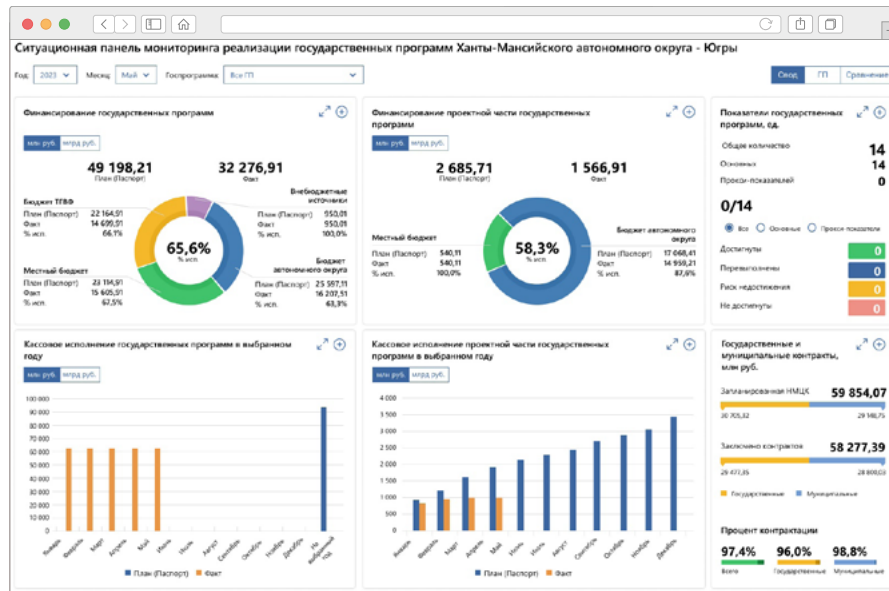 Ситуационная панель мониторинга реализации государственных программ Ханты-Мансийского автономного округа - Югры
Год: 2023 Месяц: Май Госпрограмма: Все ГП
Свод ГП Сравнение
Финансирование государственных программ
млн руб. млрд руб.
49 198,21 32 276,91
План (Паспорт) Факт
Бюджет ТГВФ
План (Паспорт) 22 164,91
Факт 14 699,91
% исп. 66,1%
Внебюджетные
источники
План (Паспорт) 950,01
Факт 950,01
% исп. 100,0%
65,6%
% исп
Местный бюджет
План (Паспорт) 23 114,91
Факт 15 605,91
% исп. 67,5%
Бюджет
автономного округа
План (Паспорт) 25 597,11
Факт 16 207,51
% исп. 63,3%
Финансирование проектной части государственных
программ
млн руб. млрд руб.
2 685,71 1 566,91
План (Паспорт) Факт
Местный бюджет
План (Паспорт) 540,11
Факт 540,11
% исп. 100,0%
58,3%
% исп
Бюджет автономного
округа
План (Паспорт) 17 068,41
Факт 14 959,21
% исп. 87,6%
Показатели государственных
программ, ед.
Общее количество 14
Основных 14
Прокси-показателей 0
0/14
Все Основные Прокси показатели
Достигнуты 0
Перевыполнены 0
Риск недостижения 0
Не достигнуты 0
Кассовое исполнение государственных программ в выбранном
году
млн руб. млрд руб.
100 000
90 000
80 000
70 000
60 000
50 000
40 000
30 000
20 000
10 000
0
Январь Февраль Март Апрель Май Июнь Июль Август Сентябрь Октябрь Ноябрь Декабрь Не выбранный год
План (Паспорт) Факт
Кассовое исполнение проектной части государственных
программ в выбранном году
млн руб. млрд руб.
4 000
3 500
3 000
2 500
2 000
1 500
1 000
500
0
Январь Февраль Март Апрель Май Июнь Июль Август Сентябрь Октябрь Ноябрь Декабрь
План (Паспорт) Факт
Государственные и
муниципальные контракты,
млн руб.
Запланированная НМЦК 59 854,07
30 705,32 29 148,75
Заключено контрактов 58 277,39
29 477,35 28 800,03
Государственные Муниципальные
Процент контрактации
97,4% 96,0% 98,8%
Всего Государственные Муниципальные